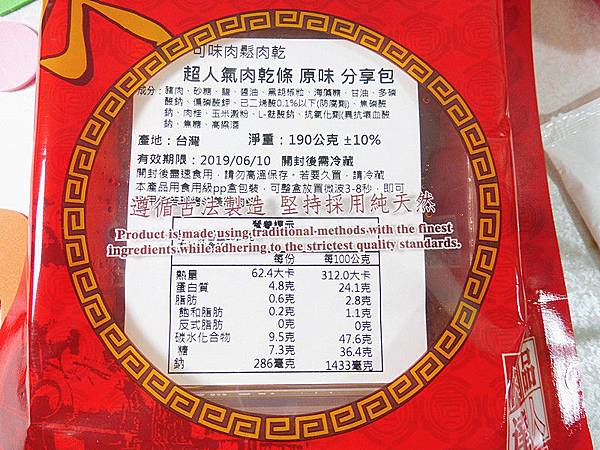 可味肉鬆肉乾
超人氣肉乾條 原味 分享包
成分：豬肉、砂糖、鹽、醬油、黑胡椒粒、海藻糖、甘油、多磷
酸鈉、偏磷酸鉀、己二烯酸0.1%以下(防腐劑)、焦磷酸
鈉、肉桂、玉米澱粉、L-麩酸鈉、抗氧化劑(異抗壞血酸
鈉、焦糖、高粱酒
產地：台灣 淨重：190公克 ±10%
有效期限：2019/06/10 開封後需冷藏
開封後盡速食用，請勿高溫保存，若要久置，請冷藏
本產品用食用級pp盒包裝，可整盒放置微波3-8秒，即可
遵循古法製造 堅持採用純天然
營養標示
Product is made using traditional methods with the finest
ingredients while adhering to the strictest quality standards.
每份 每100公克
熱量 62.4大卡 312.0大卡
蛋白質 4.8克 24.1克
脂肪 0.6克 2.8克
飽和脂肪 0.2克 1.1克
反式脂肪 0克 0克
碳水化合物 9.5克 47.6克
糖 7.3克 36.4克
鈉 286毫克 1433毫克
品
人